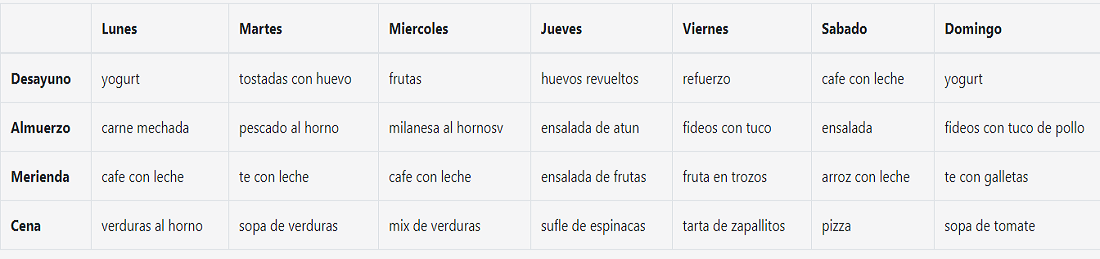 Lunes Martes Miercoles Jueves Viernes Sabado Domingo
Desayuno yogurt tostadas con huevo frutas huevos revueltos refuerzo cafe con leche yogurt
Almuerzo carne mechada pescado al horno milanesa al hornosv ensalada de atun fideos con tuco ensalada fideos con tuco de pollo
Merienda cafe con leche te con leche cafe con leche ensalada de frutas fruta en trozos arroz con leche te con galletas
Cena verduras al horno sopa de verduras mix de verduras sufle de espinacas tarta de zapallitos pizza sopa de tomate